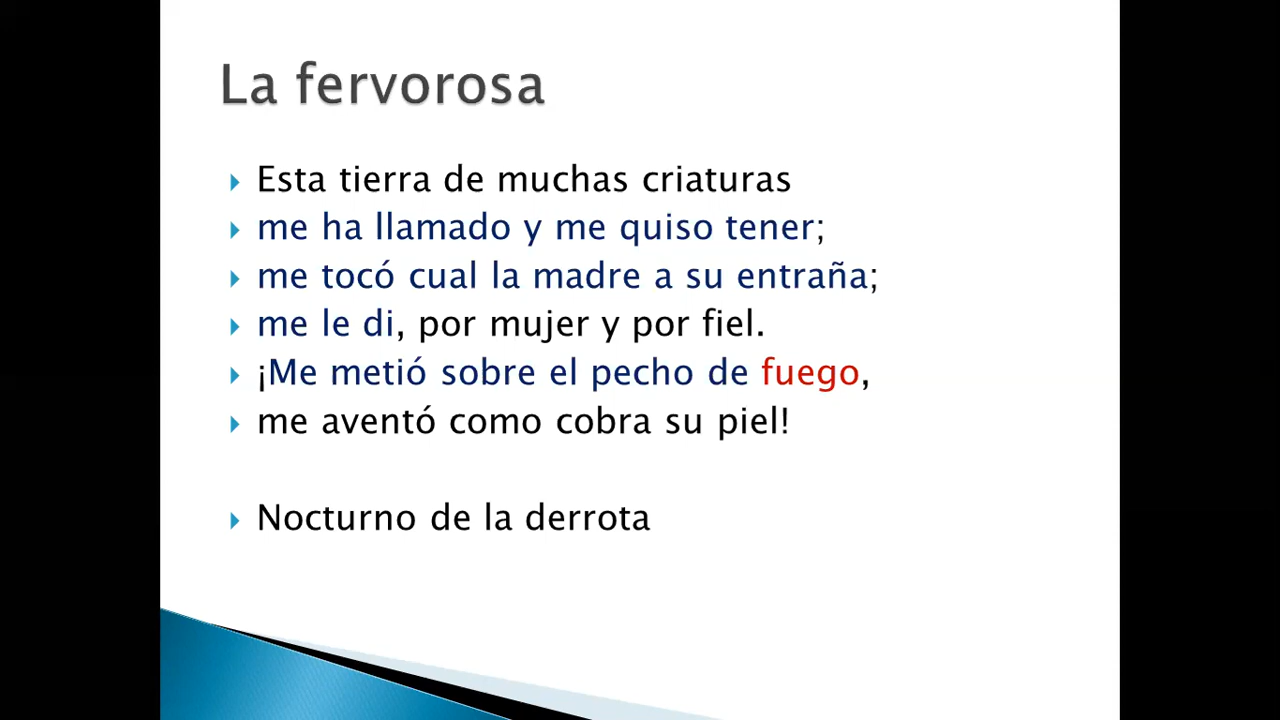 La fervorosa
Esta tierra de muchas criaturas
me ha llamado y me quiso tener;
me tocó cual la madre a su entraña;
me le di, por mujer y por fiel.
¡Me metió sobre el pecho de fuego,
me aventó como cobra su piel!
Nocturno de la derrota